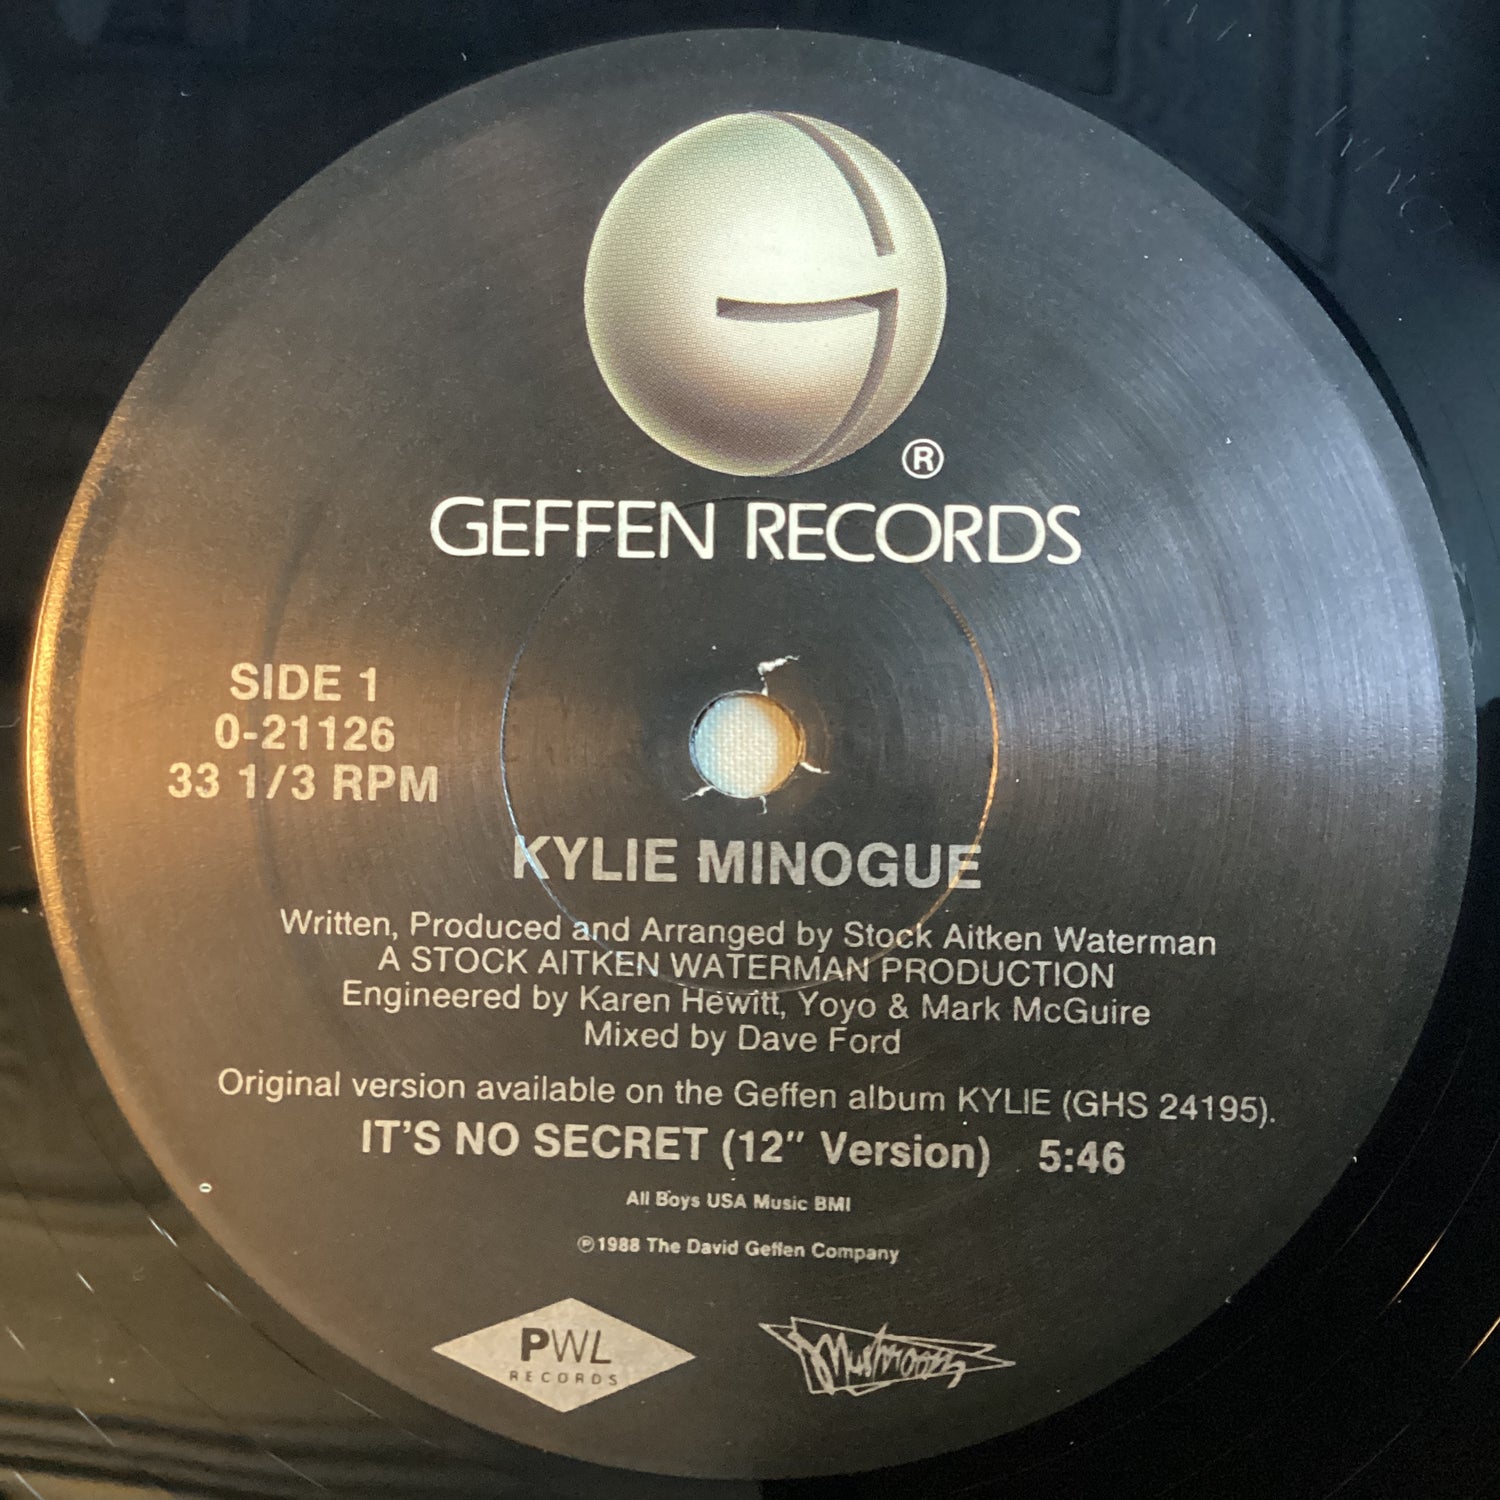 ®
GEFFEN RECORDS
SIDE 1
0-21126
33 1/3 RPM
KYLIE MINOGUE
Written, Produced and Arranged by Stock Aitken Waterman
A STOCK AITKEN WATERMAN PRODUCTION
Engineered by Karen Hewitt, Yoyo & Mark McGuire
Mixed by Dave Ford
Original version available on the Geffen album KYLIE (GHS 24195).
IT'S NO SECRET (12" Version) 5:46
All Boys USA Music BMI
℗1988 The David Geffen Company
PWL
RECORDS
Mushroom